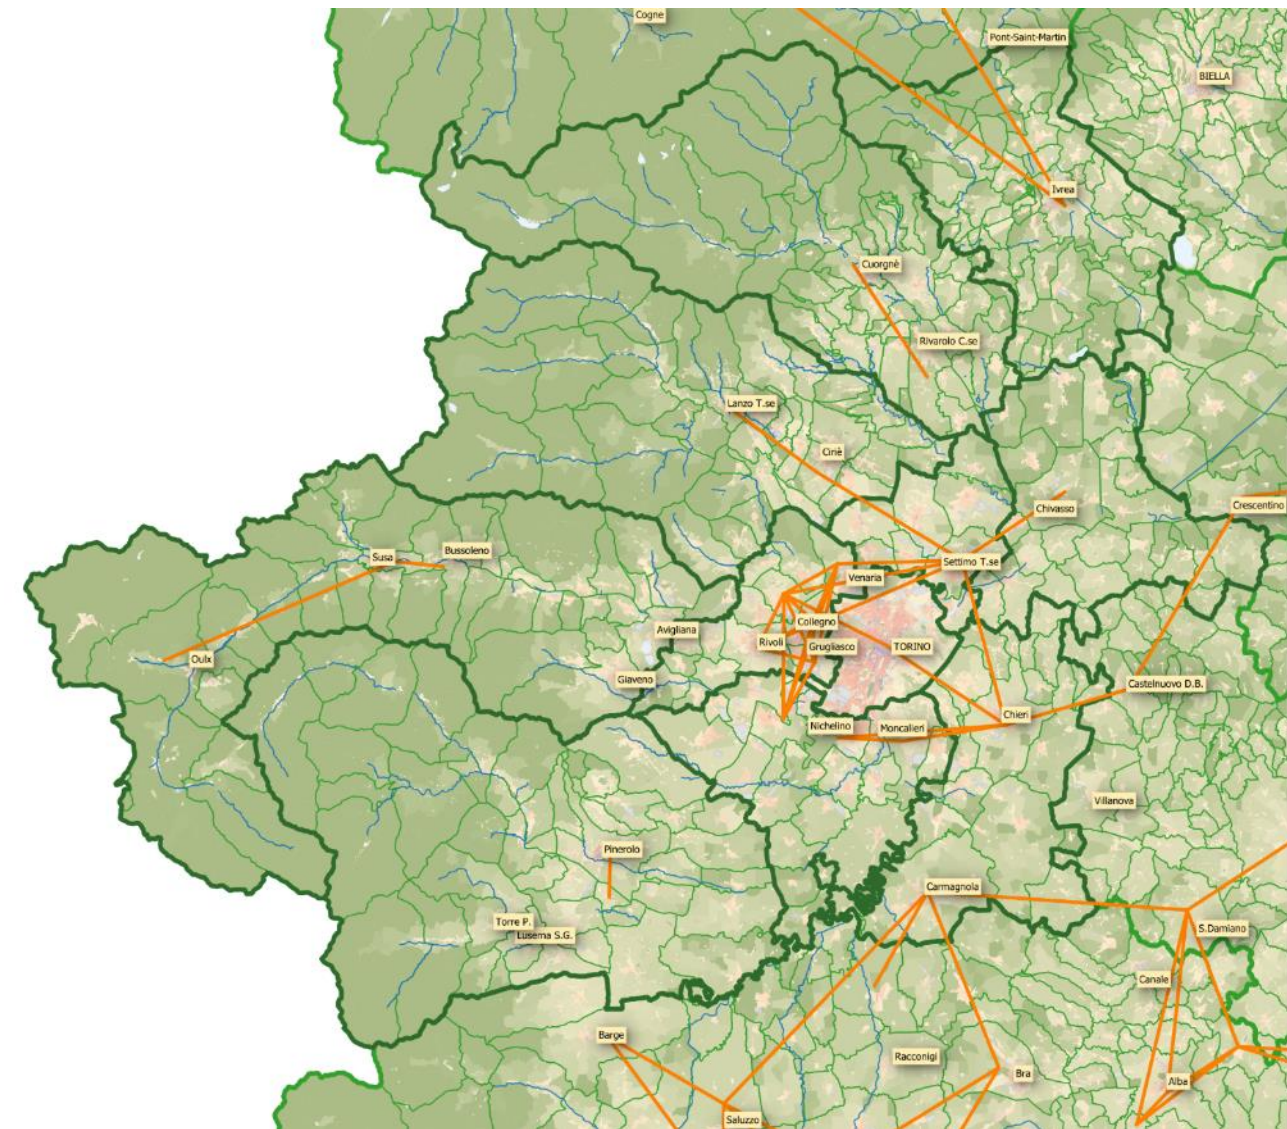 Cogne
Pont-Saint-Martin
BIELLA
Ivrea
Cuorgnè
Rivarolo C.se
Lanzo T.se
Ciriè
Chivasso
Crescentino
Susa
Bussoleno
Settimo T.se
Venaria
Collegno
Avigliana
Rivoli
Grugliasco
TORINO
Oulx
Giaveno
Castelnuovo D.B.
Chieri
Nichelino
Moncalieri
Villanova
Pinerolo
Carmagnola
Torre P.
Luserna S.G.
S.Damiano
Canale
Barge
Racconigi
Bra
Alba
Saluzzo